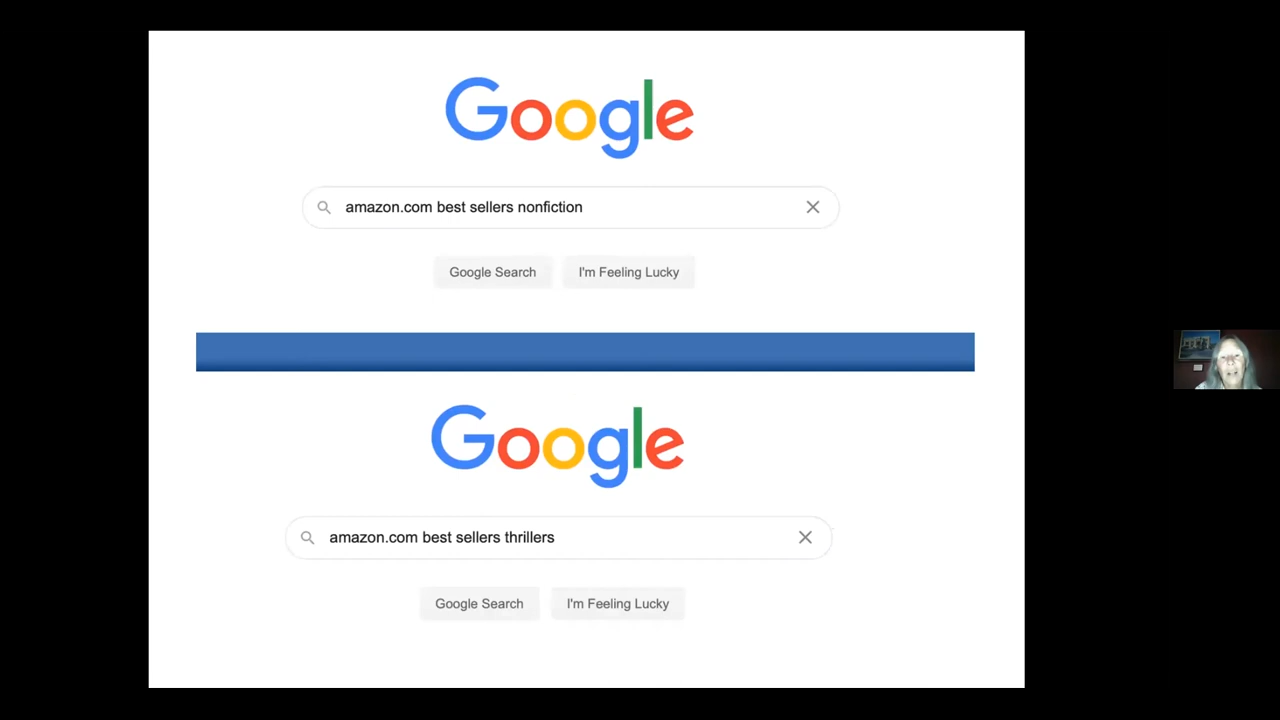 Google
amazon.com best sellers nonfiction
Google Search I'm Feeling Lucky
Google
amazon.com best sellers thrillers
Google Search I'm Feeling Lucky